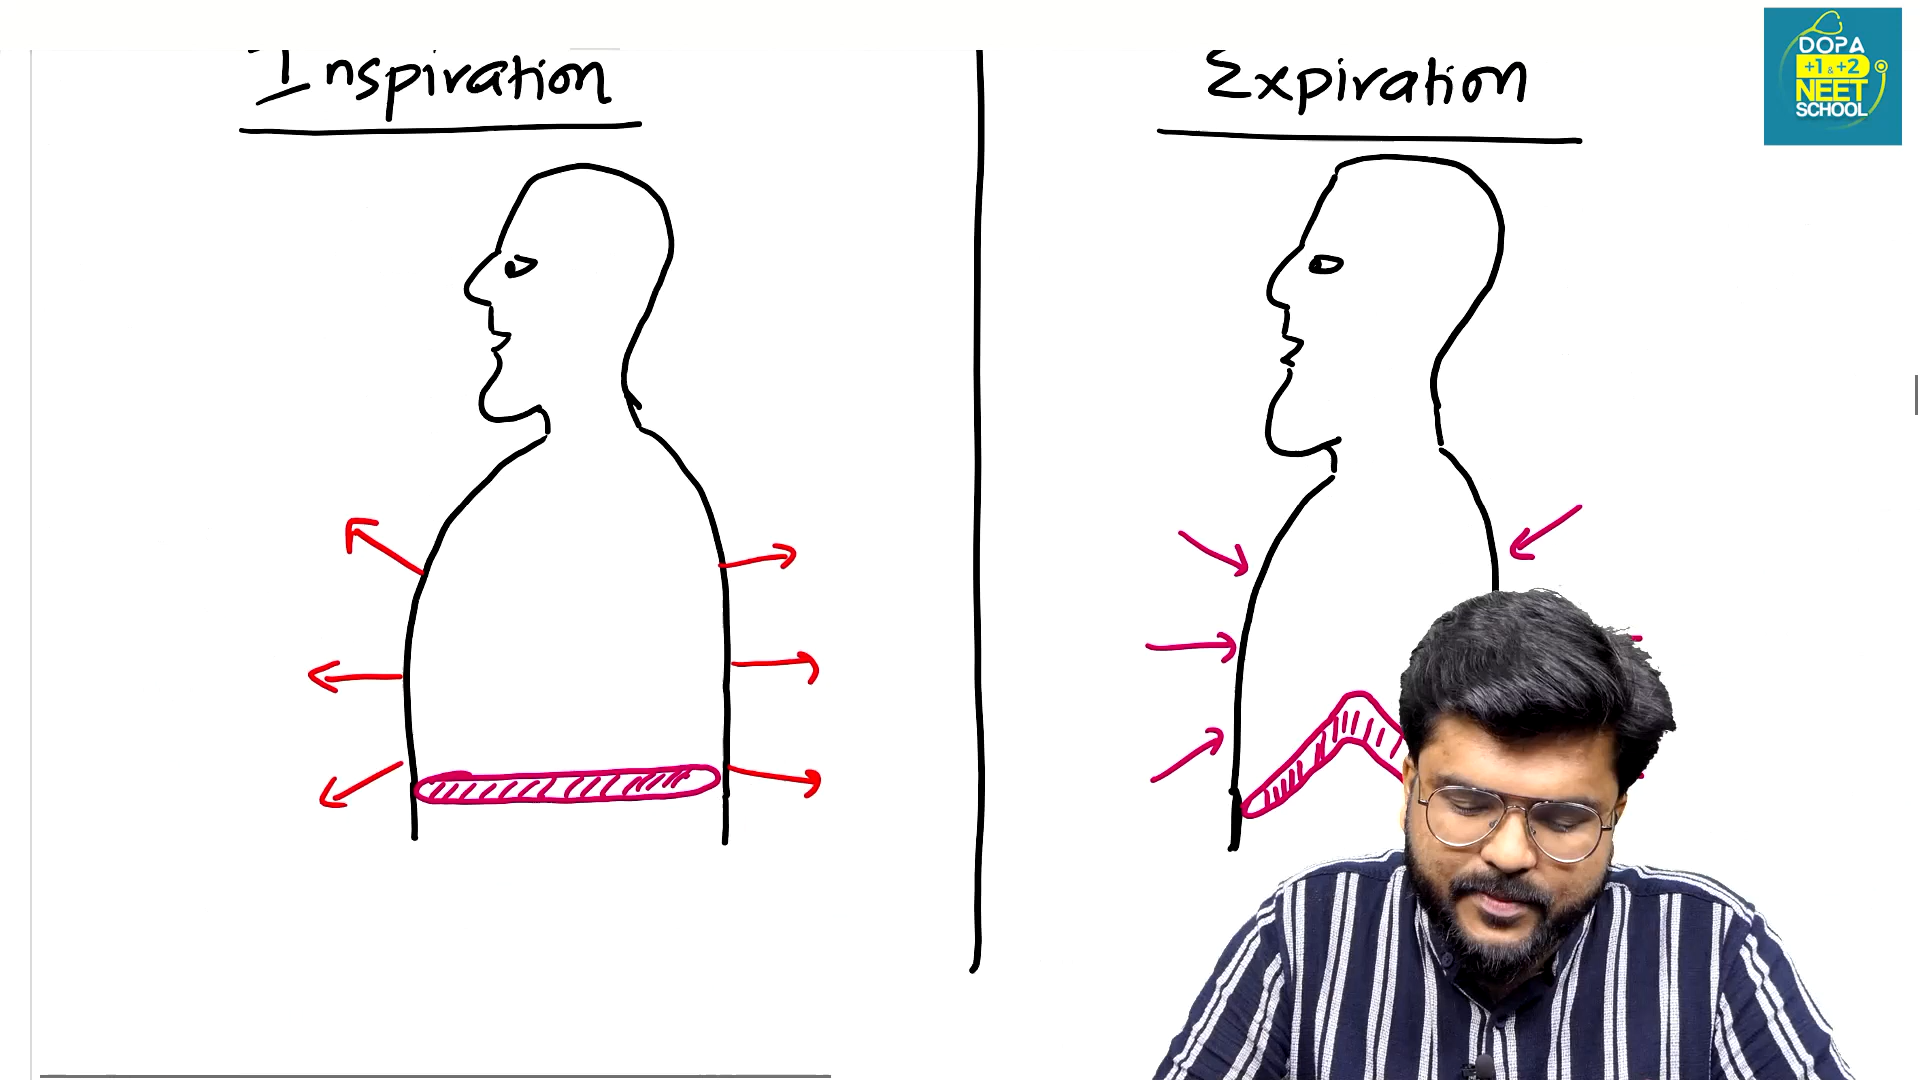 Inspiration
Expiration
DOPA
+1 & +2
NEET
SCHOOL